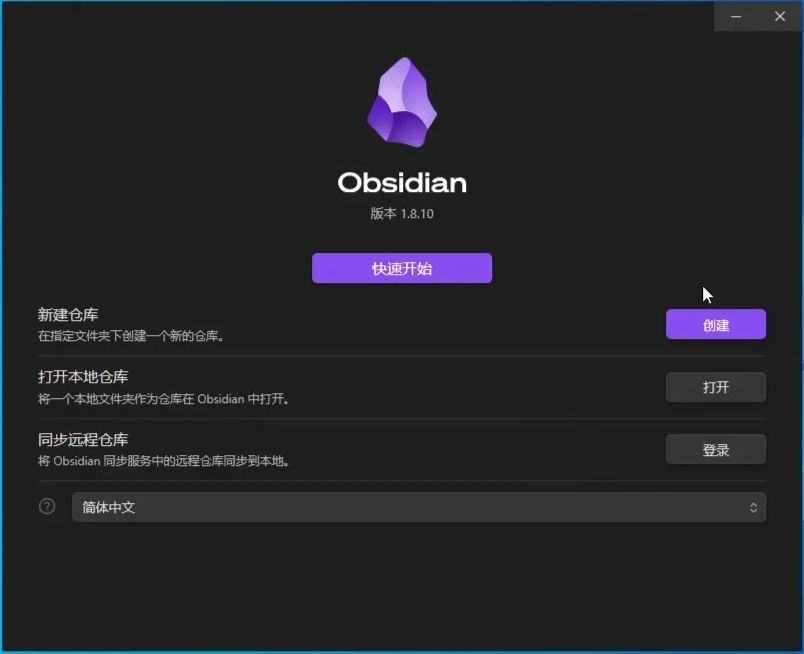 Obsidian
版本 1.8.10
快速开始
新建仓库
在指定文件夹下创建一个新的仓库。
创建
打开本地仓库
将一个本地文件夹作为仓库在 Obsidian 中打开。
打开
同步远程仓库
将 Obsidian 同步服务中的远程仓库同步到本地。
登录
?
简体中文